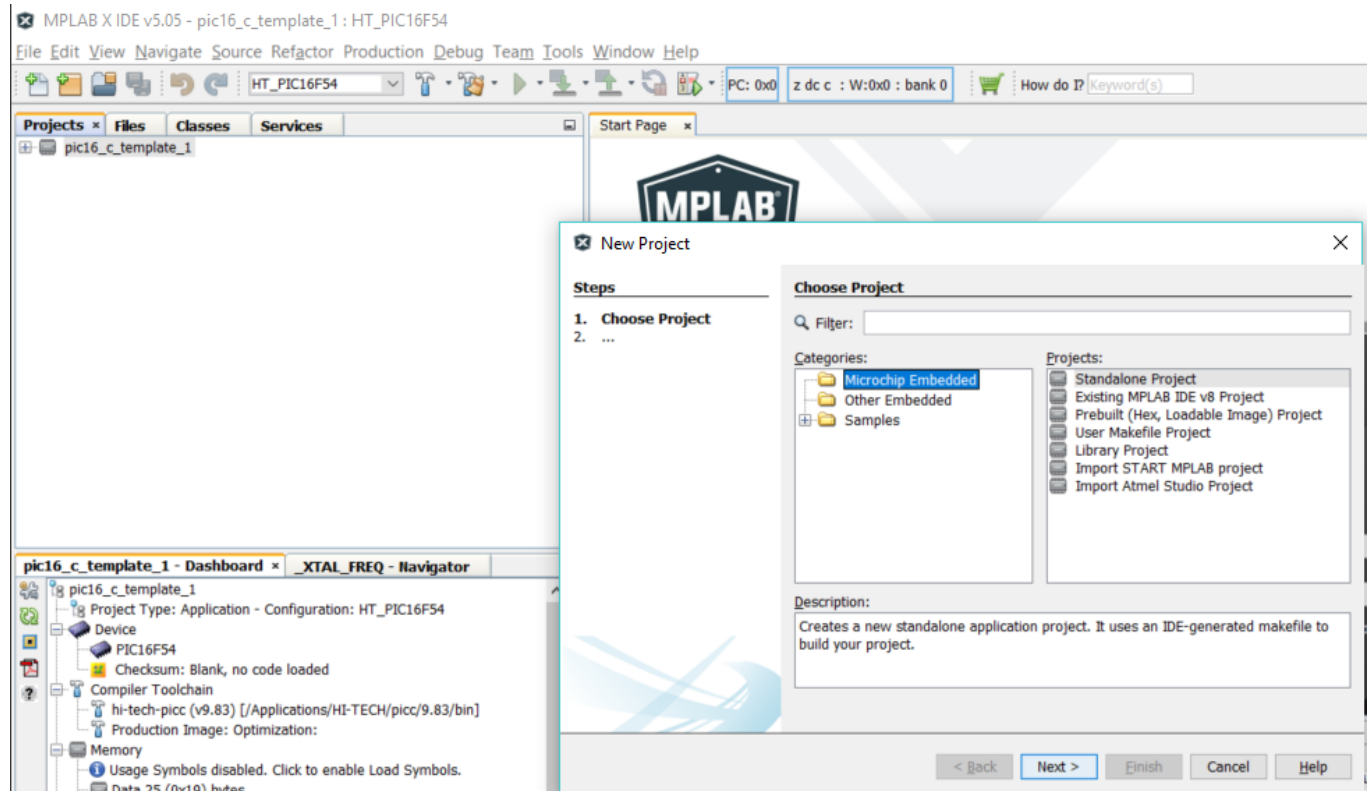 MPLAB X IDE v5.05 - pic16_c_template_1 : HT_PIC16F54
File Edit View Navigate Source Refactor Production Debug Team Tools Window Help
HT_PIC16F54
PC: 0x0
z dc c : W:0x0 : bank 0
How do I? Keyword(s)
Projects Files Classes Services
Start Page
pic16_c_template_1
MPLAB
New Project
Steps
1. Choose Project
2. ...
Choose Project
Filter:
Categories:
Microchip Embedded
Other Embedded
Samples
Projects:
Standalone Project
Existing MPLAB IDE v8 Project
Prebuilt (Hex, Loadable Image) Project
User Makefile Project
Library Project
Import START MPLAB project
Import Atmel Studio Project
Description:
Creates a new standalone application project. It uses an IDE-generated makefile to
build your project.
< Back Next > Finish Cancel Help
pic16_c_template_1 - Dashboard _XTAL_FREQ - Navigator
pic16_c_template_1
Project Type: Application - Configuration: HT_PIC16F54
Device
PIC16F54
Checksum: Blank, no code loaded
Compiler Toolchain
hi-tech-picc (v9.83) [/Applications/HI-TECH/picc/9.83/bin]
Production Image: Optimization:
Memory
Usage Symbols disabled. Click to enable Load Symbols.
Data 25 (0x19) bytes